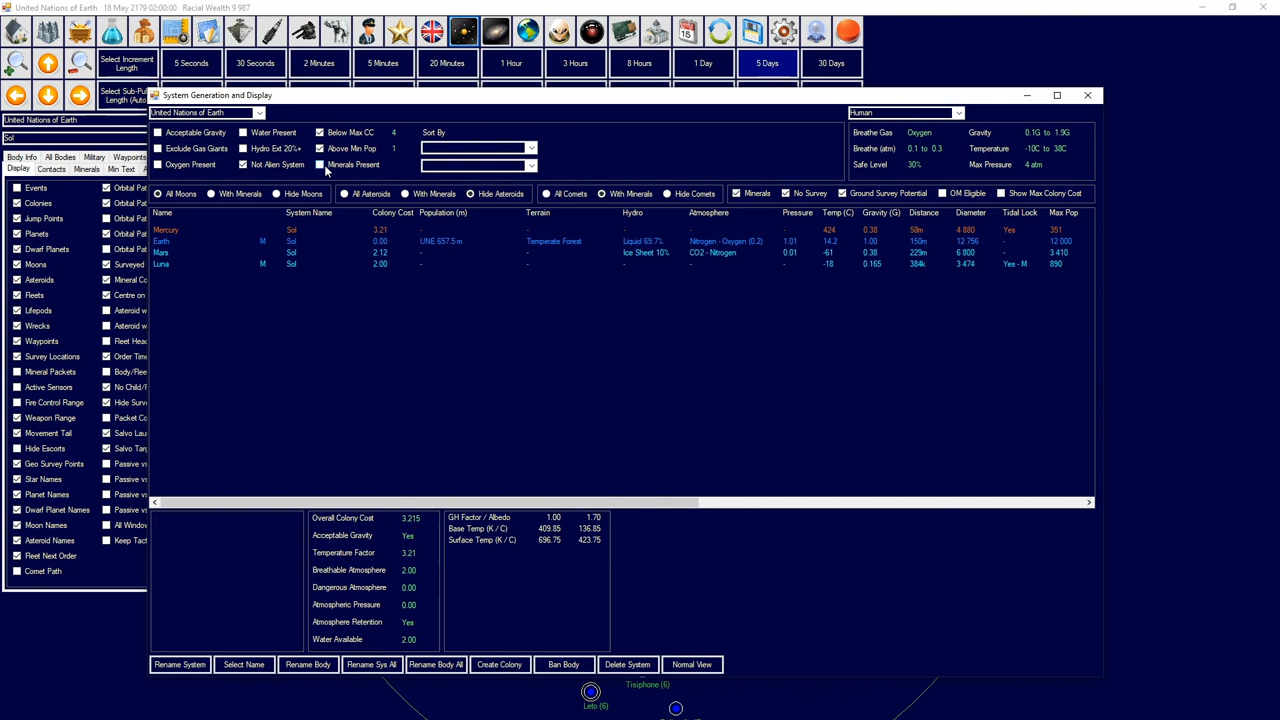 United Nations of Earth   18 May 2179 02:00:00   Racial Wealth 9 987
Select Increment Length
5 Seconds
30 Seconds
2 Minutes
5 Minutes
20 Minutes
1 Hour
3 Hours
8 Hours
1 Day
5 Days
30 Days
Select Sub-Pul
Length (Auto
United Nations of Earth
Sol
Body Info All Bodies Military Waypoints
Display Contacts Minerals Min Text
Events
Colonies
Jump Points
Planets
Dwarf Planets
Moons
Asteroids
Fleets
Lifepods
Wrecks
Waypoints
Survey Locations
Mineral Packets
Active Sensors
Fire Control Range
Weapon Range
Movement Tail
Hide Escorts
Geo Survey Points
Star Names
Planet Names
Dwarf Planet Names
Moon Names
Asteroid Names
Fleet Next Order
Comet Path
Orbital Pat
Orbital Pat
Orbital Pat
Orbital Pat
Orbital Pat
Surveyed
Mineral Co
Centre on
Asteroid w
Asteroid w
Fleet Head
Order Time
Body/Flee
No Child/F
Hide Surve
Packet Co
Salvo Lau
Salvo Targ
Passive vs
Passive vs
Passive vs
Passive vs
All Window
Keep Tact
System Generation and Display
United Nations of Earth
Human
Acceptable Gravity Water Present Below Max CC 4 Sort By
Exclude Gas Giants Hydro Ext 20%+ Above Min Pop 1
Oxygen Present Not Alien System Minerals Present
Breathe Gas Oxygen Gravity 0.1G to 1.9G
Breathe (atm) 0.1 to 0.3 Temperature -10C to 38C
Safe Level 30% Max Pressure 4 atm
All Moons With Minerals Hide Moons All Asteroids With Minerals Hide Asteroids All Comets With Minerals Hide Comets Minerals No Survey Ground Survey Potential OM Eligible Show Max Colony Cost
Name System Name Colony Cost Population (m) Terrain Hydro Atmosphere Pressure Temp (C) Gravity (G) Distance Diameter Tidal Lock Max Pop
Mercury Sol 3.21 - - - - - 424 0.38 58m 4 880 Yes 351
Earth M Sol 0.00 UNE 657.5m Temperate Forest Liquid 69.7% Nitrogen - Oxygen (0.2) 1.01 14.2 1.00 150m 12 756 - 12 000
Mars Sol 2.12 - - Ice Sheet 10% CO2 - Nitrogen 0.01 -61 0.38 229m 6 800 - 3 410
Luna M Sol 2.00 - - - - - -18 0.165 384k 3 474 Yes - M 890
Overall Colony Cost 3.215
Acceptable Gravity Yes
Temperature Factor 3.21
Breathable Atmosphere 2.00
Dangerous Atmosphere 0.00
Atmospheric Pressure 0.00
Atmosphere Retention Yes
Water Available 2.00
GH Factor / Albedo 1.00 1.70
Base Temp (K / C) 409.85 136.85
Surface Temp (K / C) 696.75 423.75
Rename System Select Name Rename Body Rename Sys All Rename Body All Create Colony Ban Body Delete System Normal View
Tisiphone (6)
Leto (6)